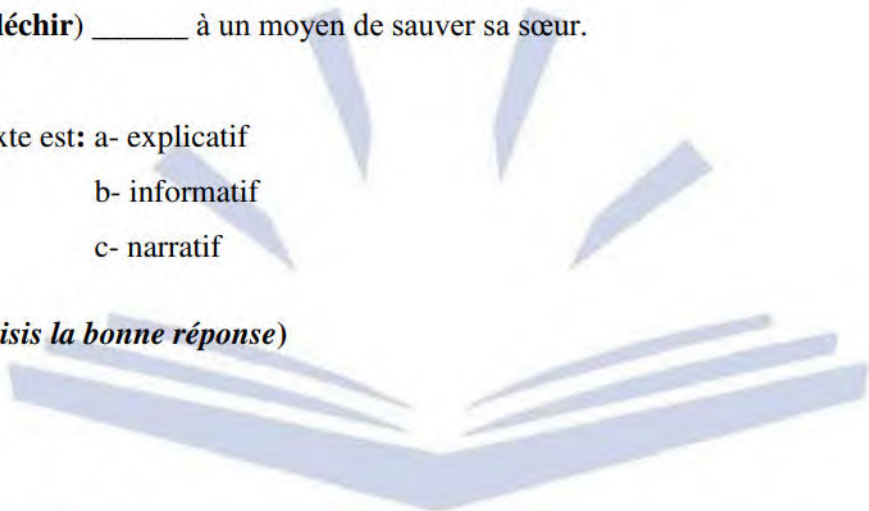 léchir) ______ à un moyen de sauver sa sœur.
xte est: a- explicatif
b- informatif
c- narratif
isis la bonne réponse)